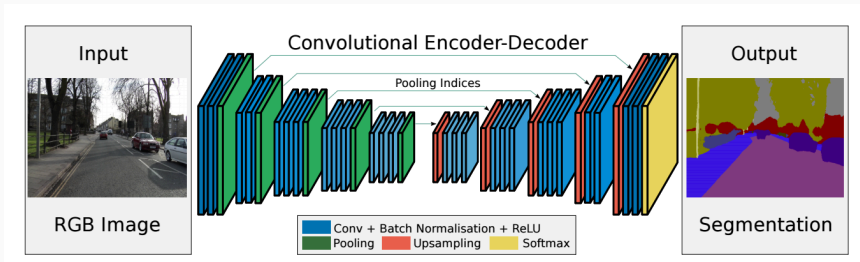 Input
RGB Image
Convolutional Encoder-Decoder
Pooling Indices
Conv + Batch Normalisation + ReLU
Pooling Upsampling Softmax
Output
Segmentation